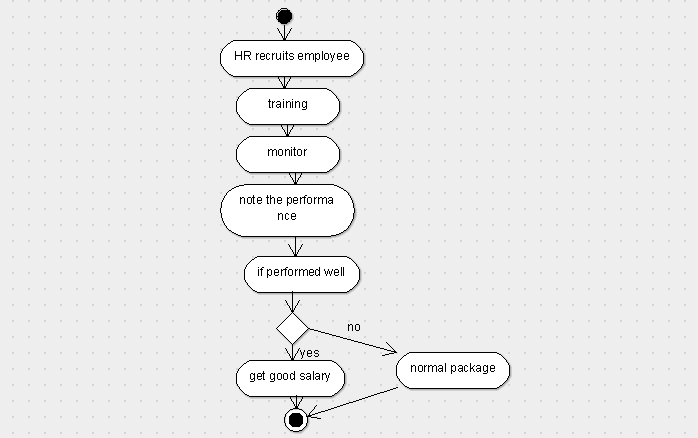 HR recruits employee
training
monitor
note the performa
nce
if performed well
no
yes
get good salary
normal package